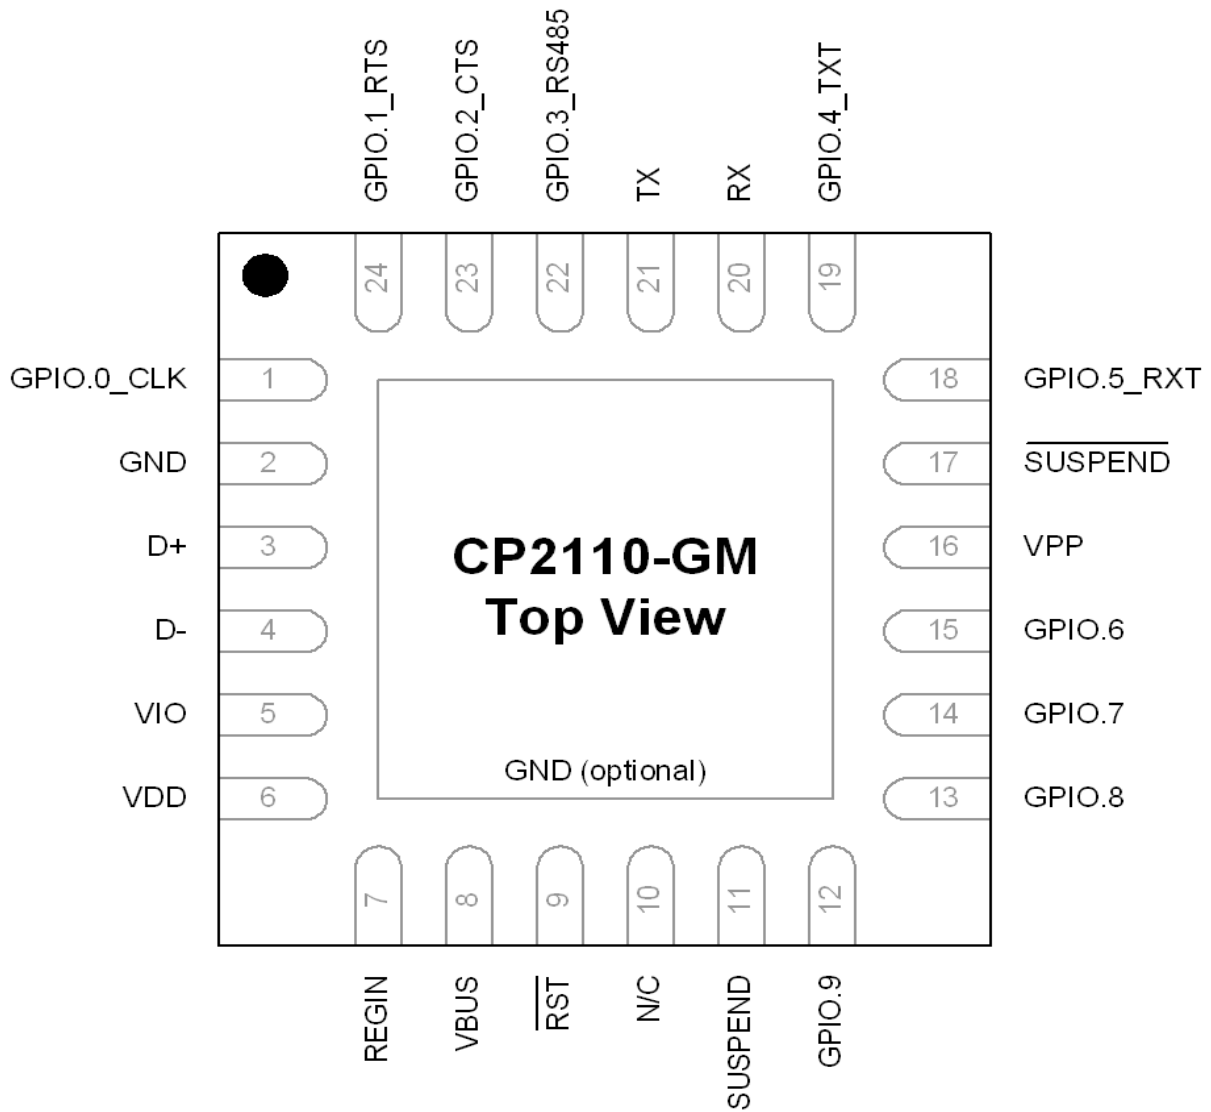 GPIO.1_RTS
GPIO.2_CTS
GPIO.3_RS485
TX
RX
GPIO.4_TXT
24
23
22
21
20
19
GPIO.0_CLK 1
18 GPIO.5_RXT
GND 2
17 SUSPEND
D+ 3
16 VPP
D- 4
15 GPIO.6
VIO 5
14 GPIO.7
VDD 6
13 GPIO.8
CP2110-GM
Top View
GND (optional)
7
8
9
10
11
12
REGIN
VBUS
RST
N/C
SUSPEND
GPIO.9